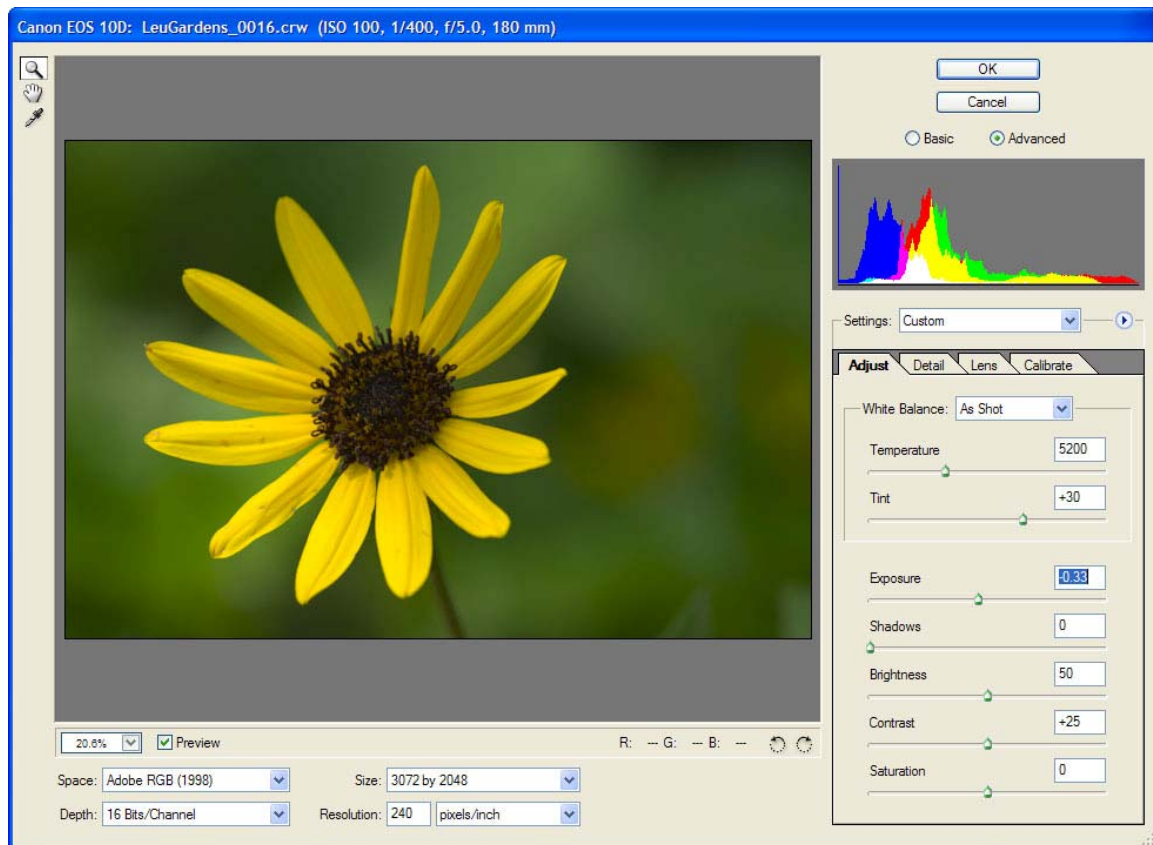 Canon EOS 10D:  LeuGardens_0016.crw  (ISO 100, 1/400, f/5.0, 180 mm)
OK
Cancel
Basic Advanced
Settings: Custom
Adjust Detail Lens Calibrate
White Balance: As Shot
Temperature 5200
Tint +30
Exposure -0.33
Shadows 0
Brightness 50
Contrast +25
Saturation 0
20.6% Preview R: --- G: --- B: ---
Space: Adobe RGB (1998) Size: 3072 by 2048
Depth: 16 Bits/Channel Resolution: 240 pixels/inch